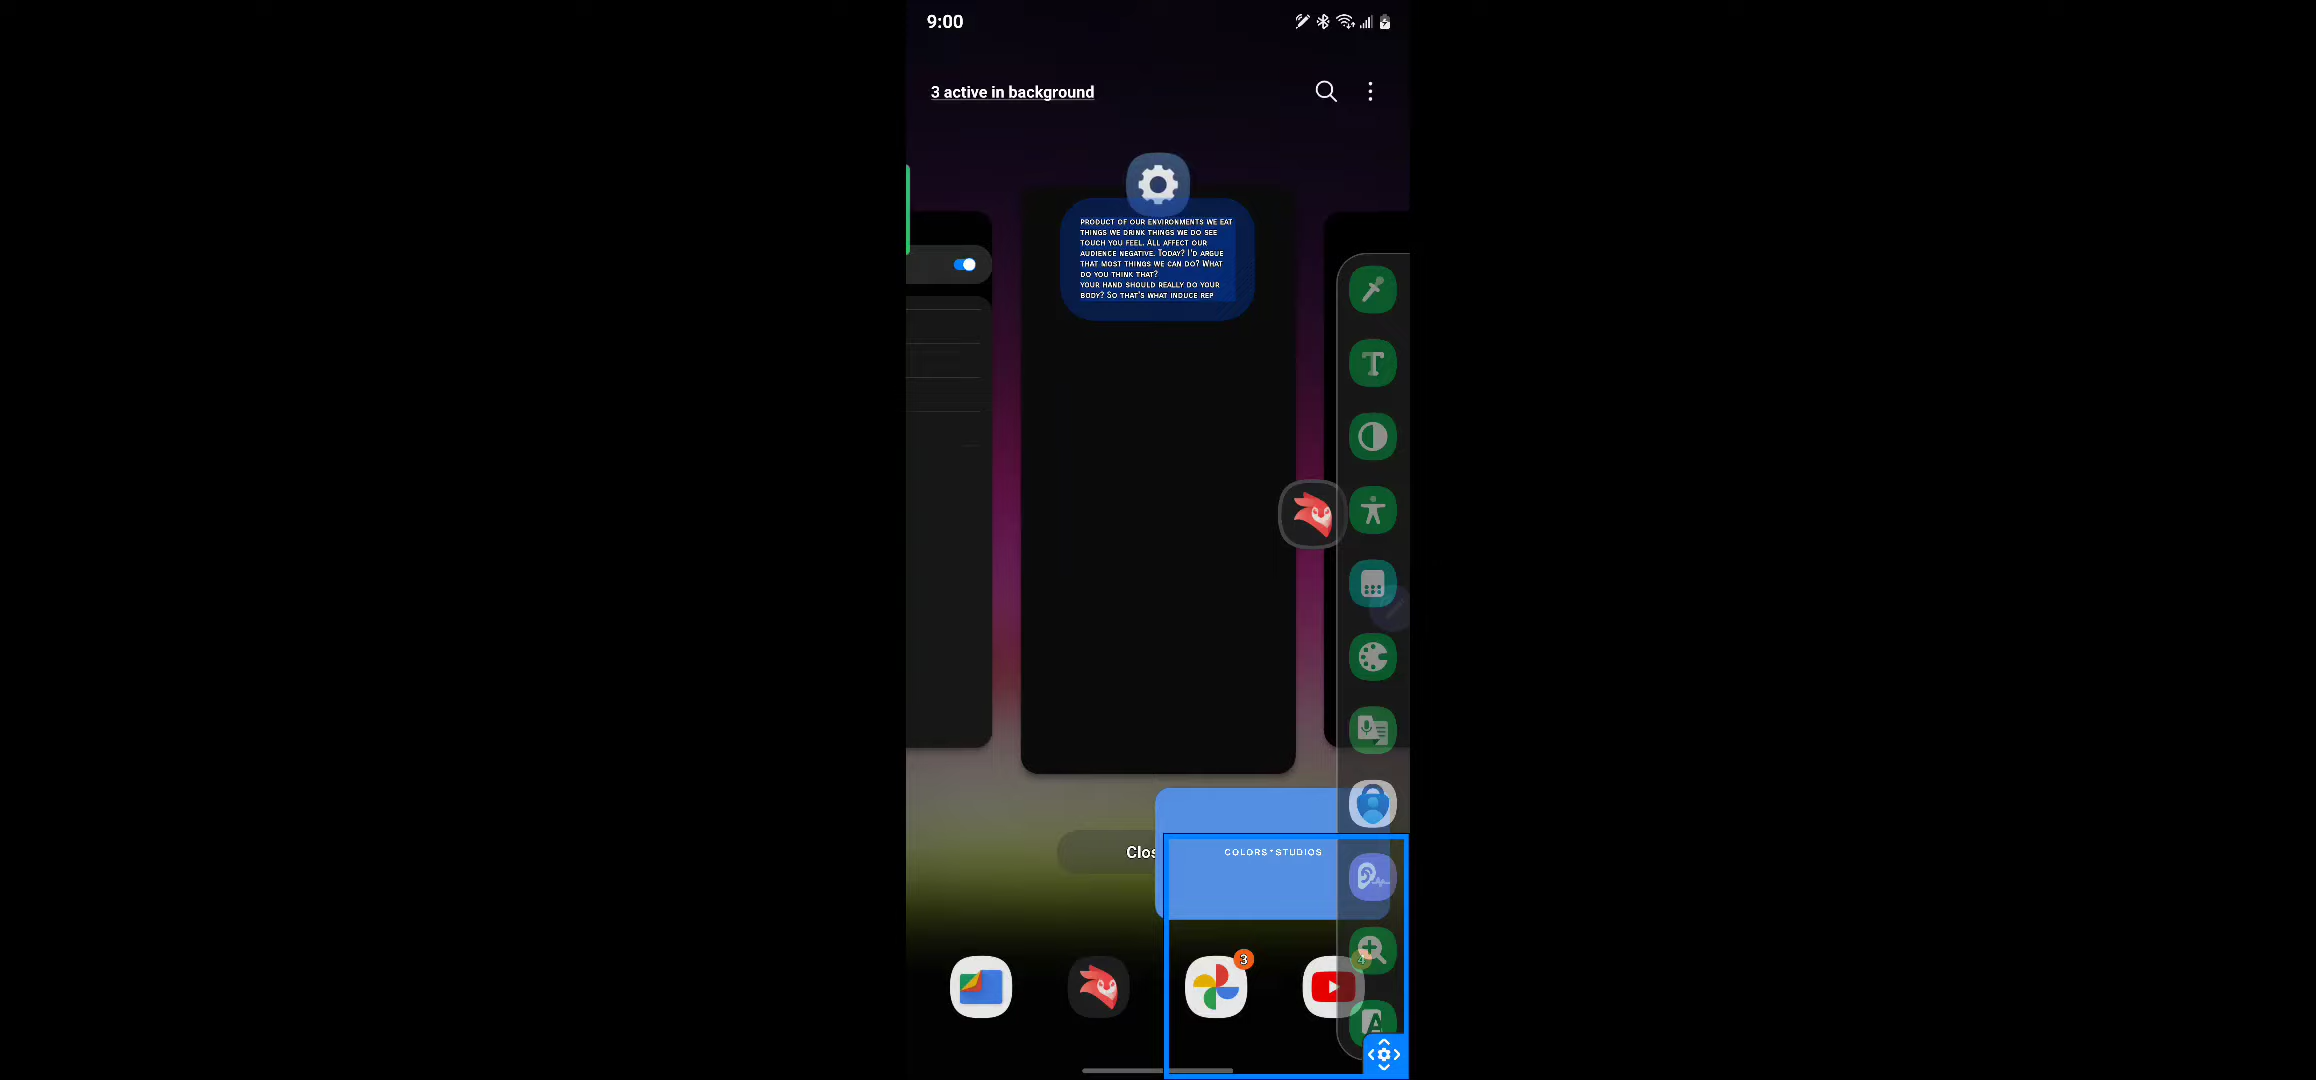 9:00
3 active in background
PRODUCT OF OUR ENVIRONMENTS WE EAT
THINGS WE DRINK THINGS WE DO SEE
TOUCH YOU FEEL. ALL AFFECT OUR
AUDIENCE NEGATIVE. TODAY? I'D ARGUE
THAT MOST THINGS WE CAN DO? WHAT
DO YOU THINK THAT?
YOUR HAND SHOULD REALLY DO YOUR
BODY? SO THAT'S WHAT INDUCE REP
T
Clos
COLORS*STUDIOS
3
4
A